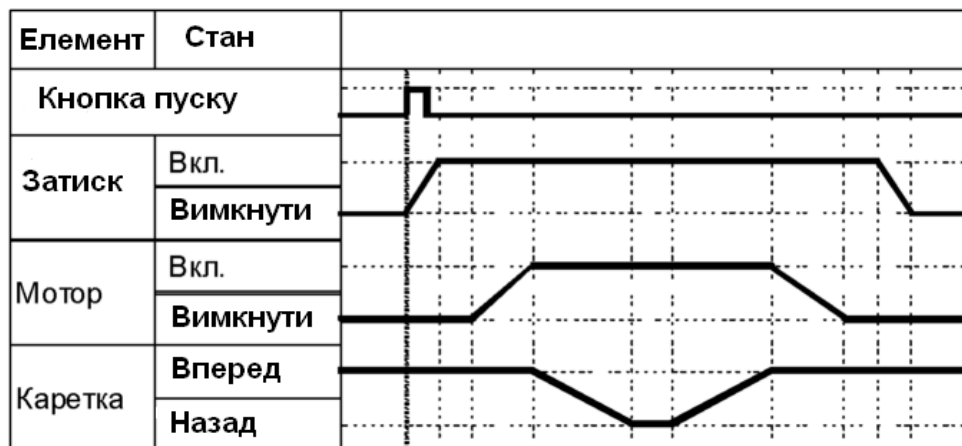 Елемент Стан
Кнопка пуску
Затиск Вкл.
Вимкнути
Мотор Вкл.
Вимкнути
Каретка Вперед
Назад